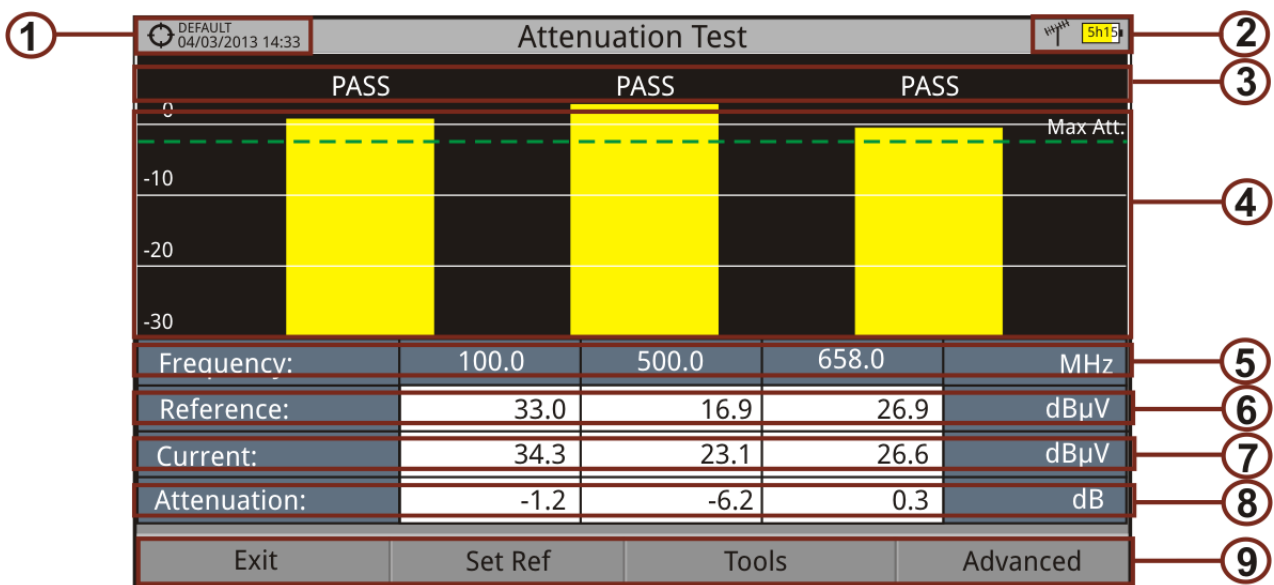 1
DEFAULT
04/03/2013 14:33
Attenuation Test
5h15
2
PASS PASS PASS
3
0
Max Att.
-10
4
-20
-30
Frequency: 100.0 500.0 658.0 MHz
5
Reference: 33.0 16.9 26.9 dBµV
6
Current: 34.3 23.1 26.6 dBµV
7
Attenuation: -1.2 -6.2 0.3 dB
8
Exit Set Ref Tools Advanced
9